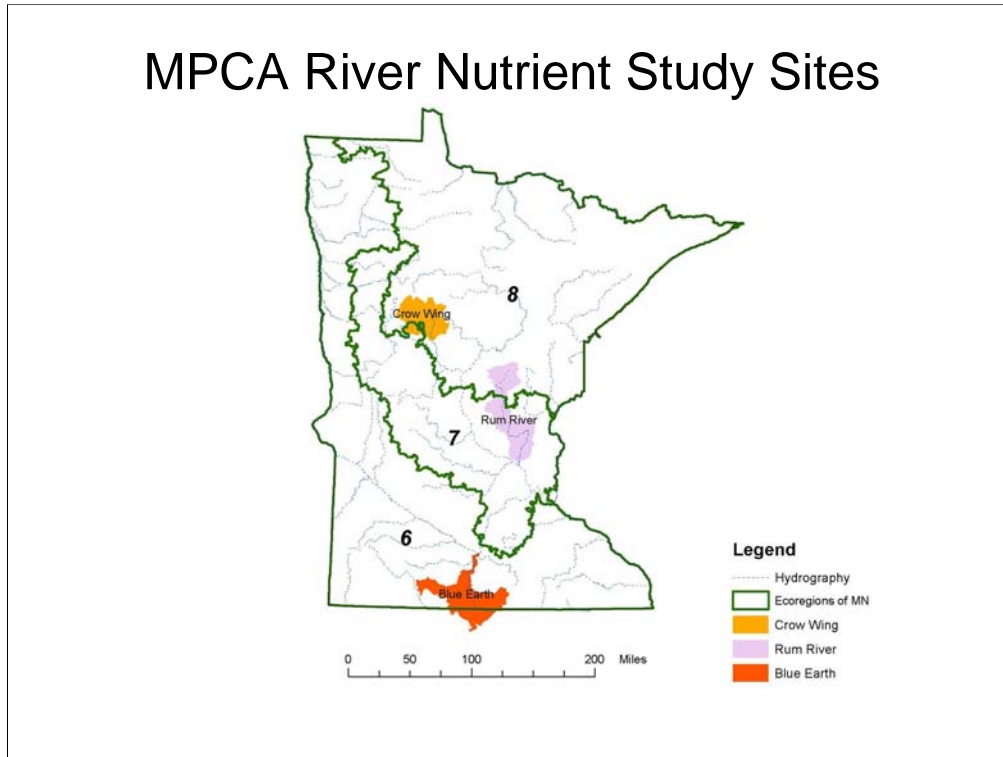 MPCA River Nutrient Study Sites
8
Crow Wing
Rum River
7
6
Blue Earth
Legend
Hydrography
Ecoregions of MN
Crow Wing
Rum River
Blue Earth
0 50 100 200 Miles